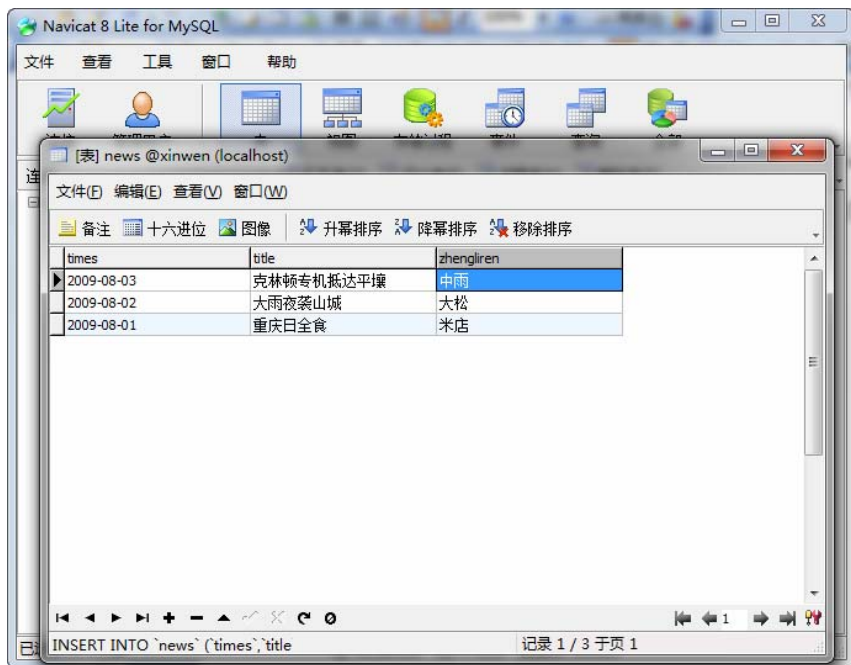 Navicat 8 Lite for MySQL
文件 查看 工具 窗口 帮助
[表] news @xinwen (localhost)
文件(F) 编辑(E) 查看(V) 窗口(W)
备注 十六进位 图像 升幂排序 降幂排序 移除排序
times title zhengliren
2009-08-03 克林顿专机抵达平壤 中雨
2009-08-02 大雨夜袭山城 大松
2009-08-01 重庆日全食 米店
1
INSERT INTO `news` (`times`,`title 记录 1 / 3 于页 1